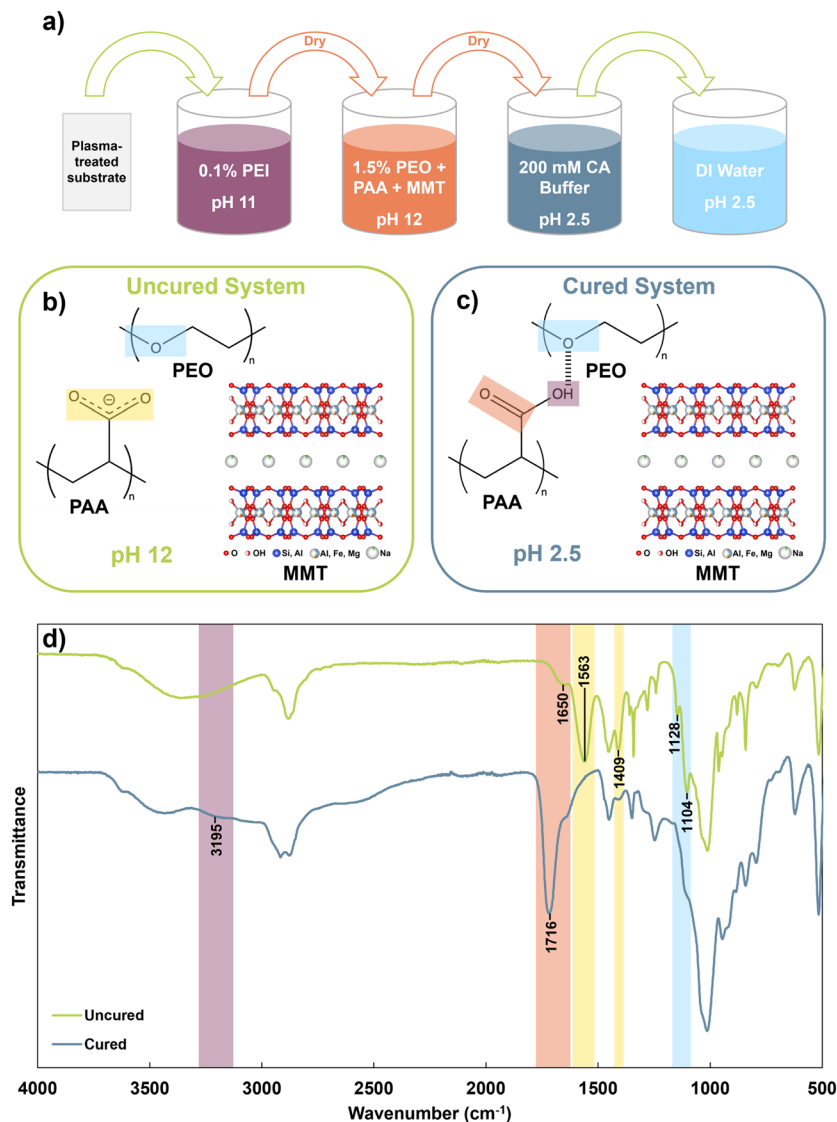 a)
Dry
Dry
Plasma-
treated
substrate
0.1% PEI
pH 11
1.5% PEO +
PAA + MMT
pH 12
200 mM CA
Buffer
pH 2.5
DI Water
pH 2.5
b)
Uncured System
O
n
PEO
O
O
⊖
n
PAA
O OH Si, Al Al, Fe, Mg Na
MMT
pH 12
c)
Cured System
O
n
PEO
O
OH
n
PAA
O OH Si, Al Al, Fe, Mg Na
MMT
pH 2.5
d)
Transmittance
3195
1716
1650
1563
1409
1128
1104
Uncured
Cured
4000 3500 3000 2500 2000 1500 1000 500
Wavenumber (cm⁻¹)